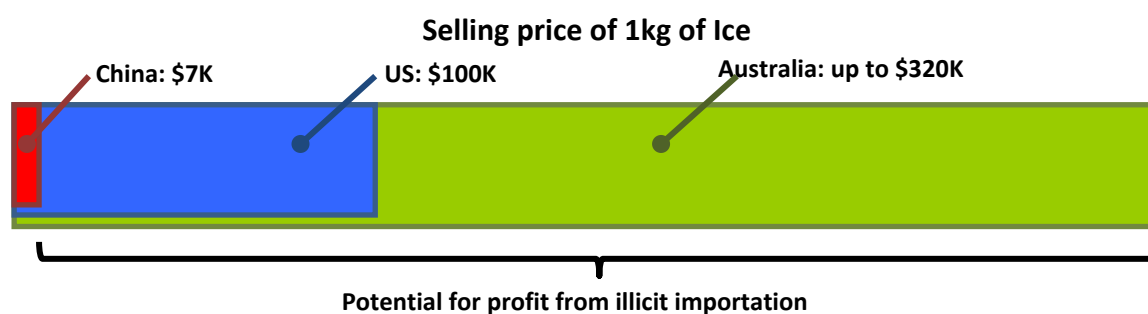 Selling price of 1kg of Ice
China: $7K
US: $100K
Australia: up to $320K
Potential for profit from illicit importation